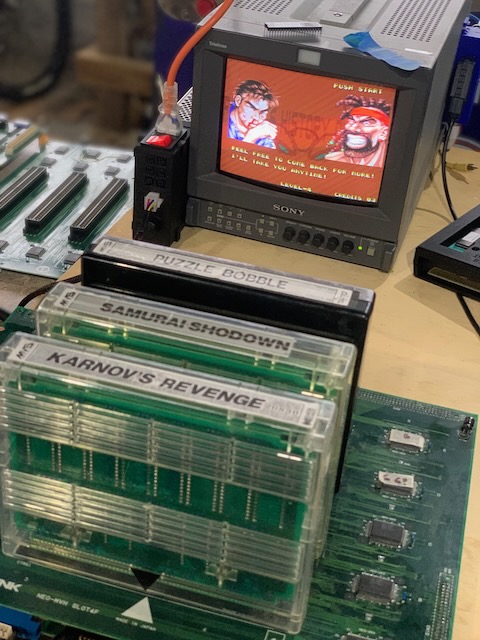 PUSH START
FEEL FREE TO COME BACK FOR MORE!
I'LL TAKE YOU ANYTIME!
LEVEL-4
CREDITS 03
SONY
PUZZLE BOBBLE
SAMURAI SHODOWN
KARNOV'S REVENGE
NEO-MVH SLOT4F
MADE IN JAPAN